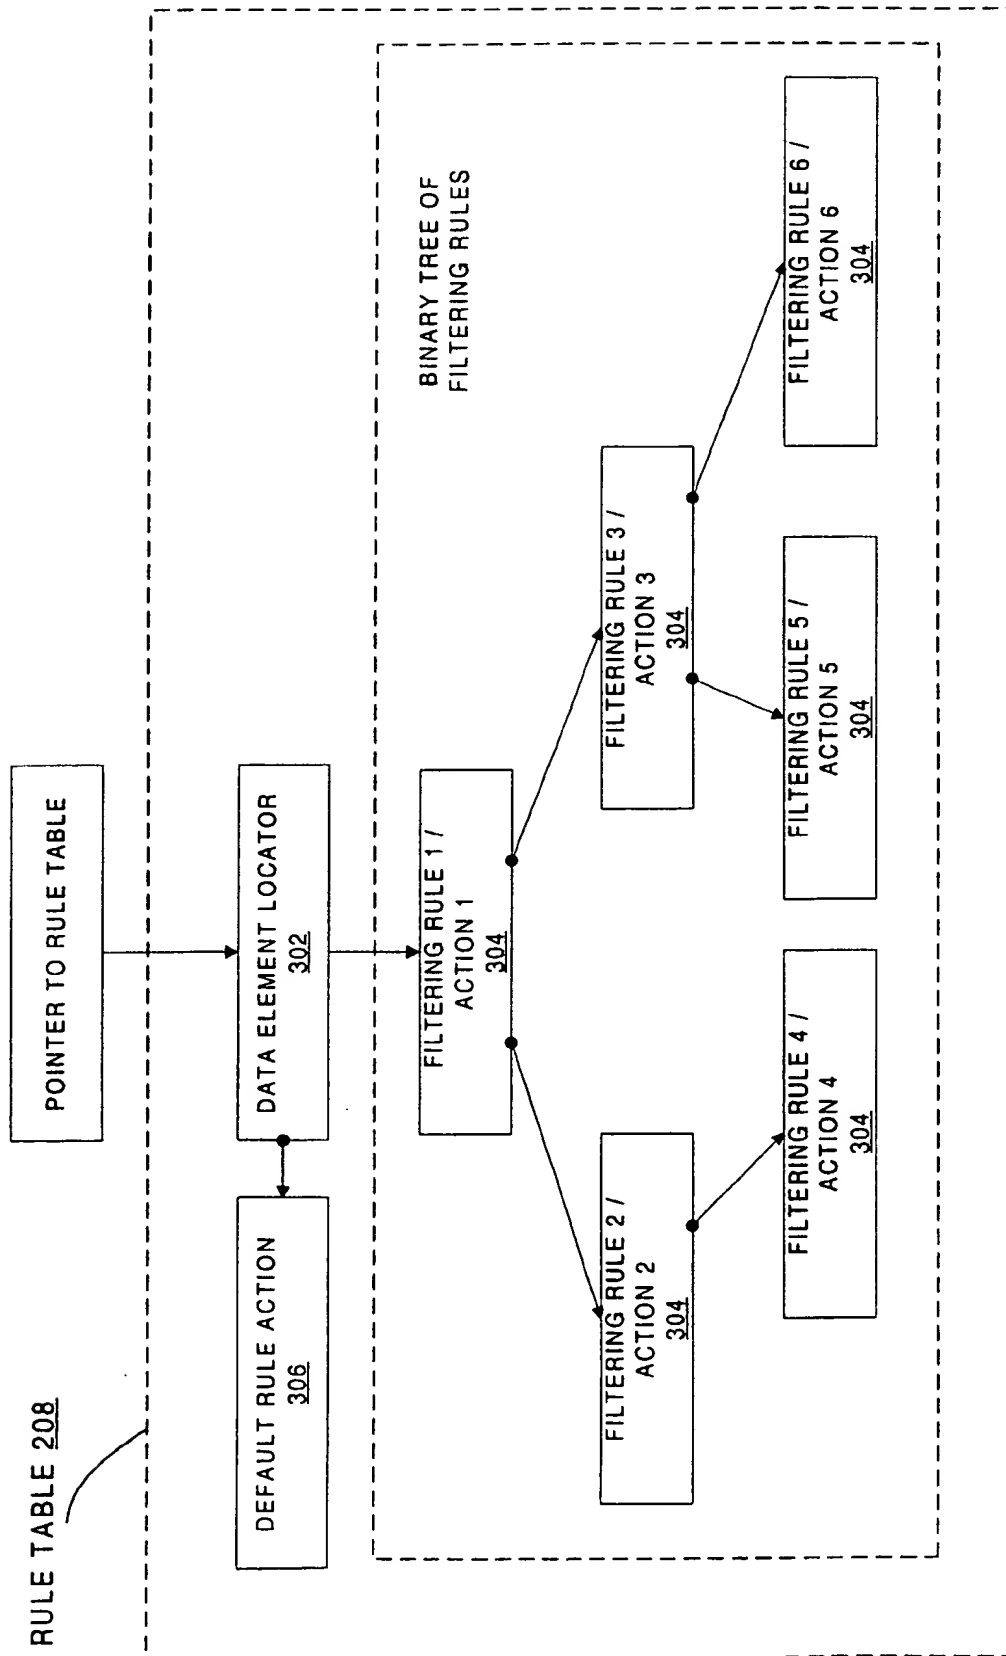 RULE TABLE 208
POINTER TO RULE TABLE
DEFAULT RULE ACTION
306
DATA ELEMENT LOCATOR
302
BINARY TREE OF
FILTERING RULES
FILTERING RULE 1 /
ACTION 1
304
FILTERING RULE 2 /
ACTION 2
304
FILTERING RULE 3 /
ACTION 3
304
FILTERING RULE 4 /
ACTION 4
304
FILTERING RULE 5 /
ACTION 5
304
FILTERING RULE 6 /
ACTION 6
304